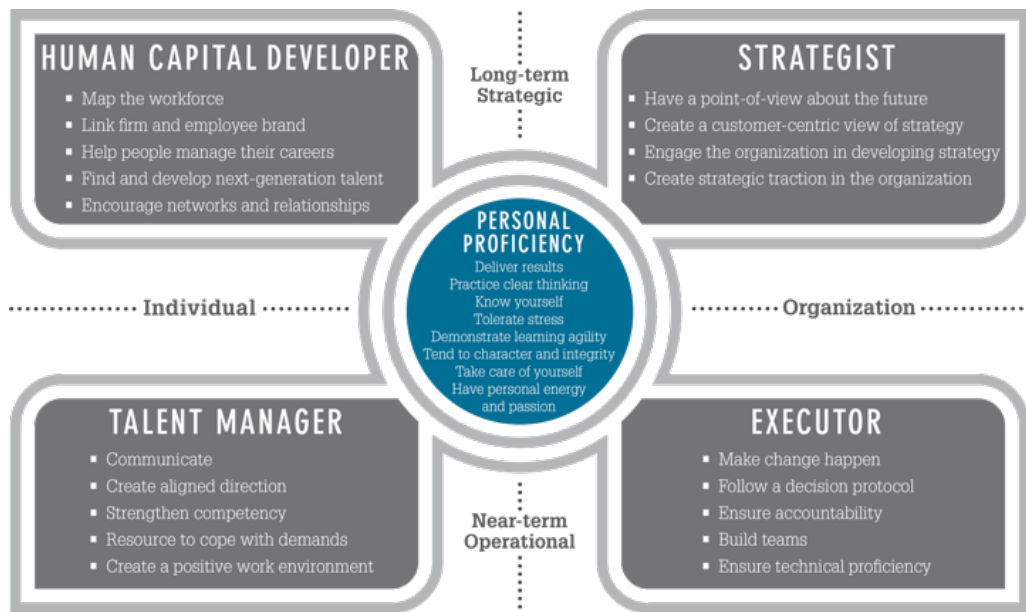 HUMAN CAPITAL DEVELOPER
▪ Map the workforce
▪ Link firm and employee brand
▪ Help people manage their careers
▪ Find and develop next-generation talent
▪ Encourage networks and relationships
Long-term
Strategic
STRATEGIST
▪ Have a point-of-view about the future
▪ Create a customer-centric view of strategy
▪ Engage the organization in developing strategy
▪ Create strategic traction in the organization
Individual
PERSONAL
PROFICIENCY
Deliver results
Practice clear thinking
Know yourself
Tolerate stress
Demonstrate learning agility
Tend to character and integrity
Take care of yourself
Have personal energy
and passion
Organization
TALENT MANAGER
▪ Communicate
▪ Create aligned direction
▪ Strengthen competency
▪ Resource to cope with demands
▪ Create a positive work environment
Near-term
Operational
EXECUTOR
▪ Make change happen
▪ Follow a decision protocol
▪ Ensure accountability
▪ Build teams
▪ Ensure technical proficiency